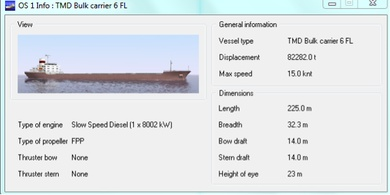 OS 1 Info : TMD Bulk carrier 6 FL
View
General information
Vessel type TMD Bulk carrier 6 FL
Displacement 82282.0 t
Max speed 15.0 knt
Dimensions
Length 225.0 m
Type of engine Slow Speed Diesel (1 x 8002 kW)
Breadth 32.3 m
Type of propeller FPP
Bow draft 14.0 m
Thruster bow None
Stern draft 14.0 m
Thruster stern None
Height of eye 23 m